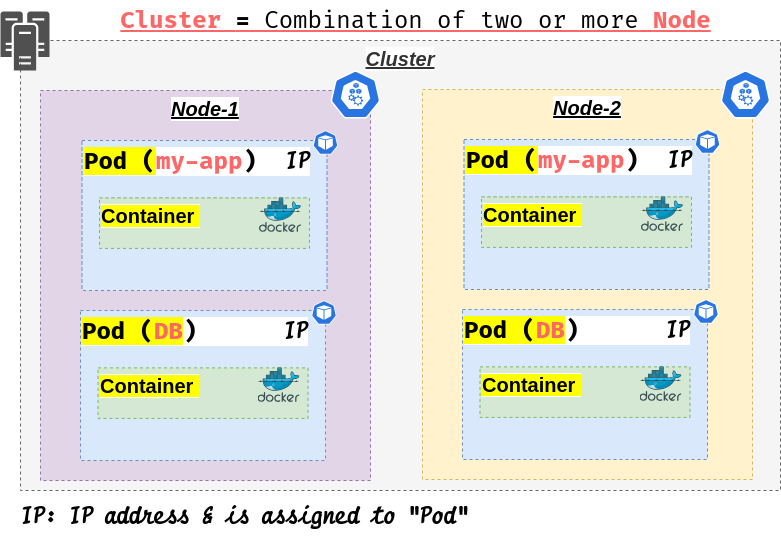 Cluster = Combination of two or more Node
Cluster
Node-1
Pod (my-app) IP
Container
docker
Pod (DB) IP
Container
docker
Node-2
Pod (my-app) IP
Container
docker
Pod (DB) IP
Container
docker
IP: IP address & is assigned to "Pod"